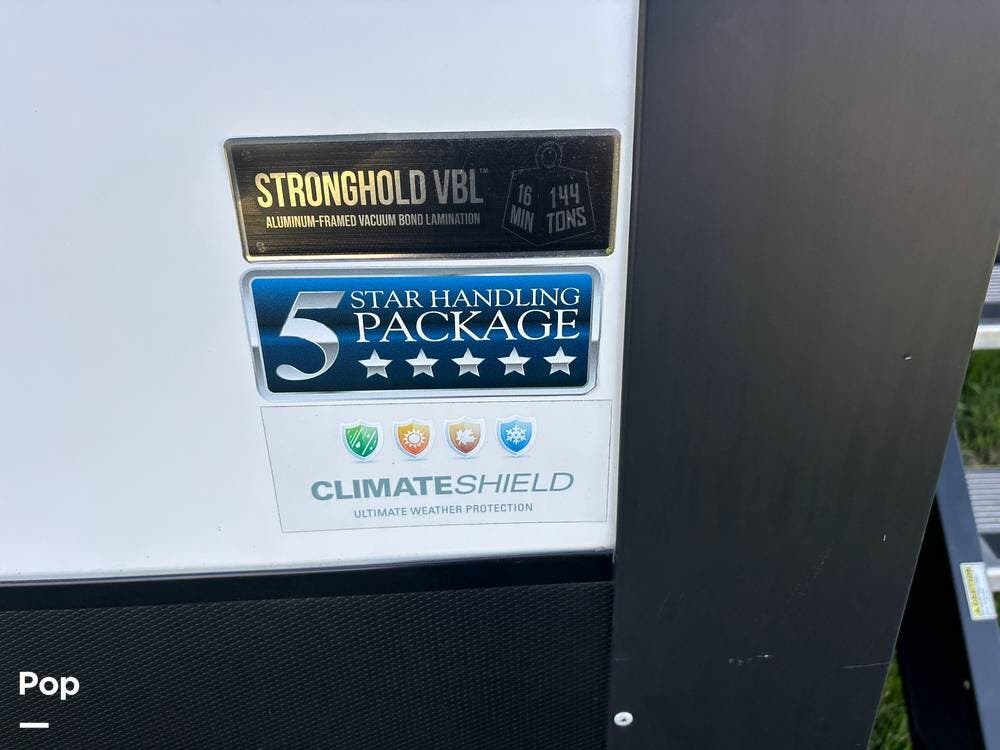 STRONGHOLD VBL™
ALUMINUM-FRAMED VACUUM BOND LAMINATION
16 144
MIN TONS
5 STAR HANDLING
PACKAGE
CLIMATESHIELD
ULTIMATE WEATHER PROTECTION
Pop